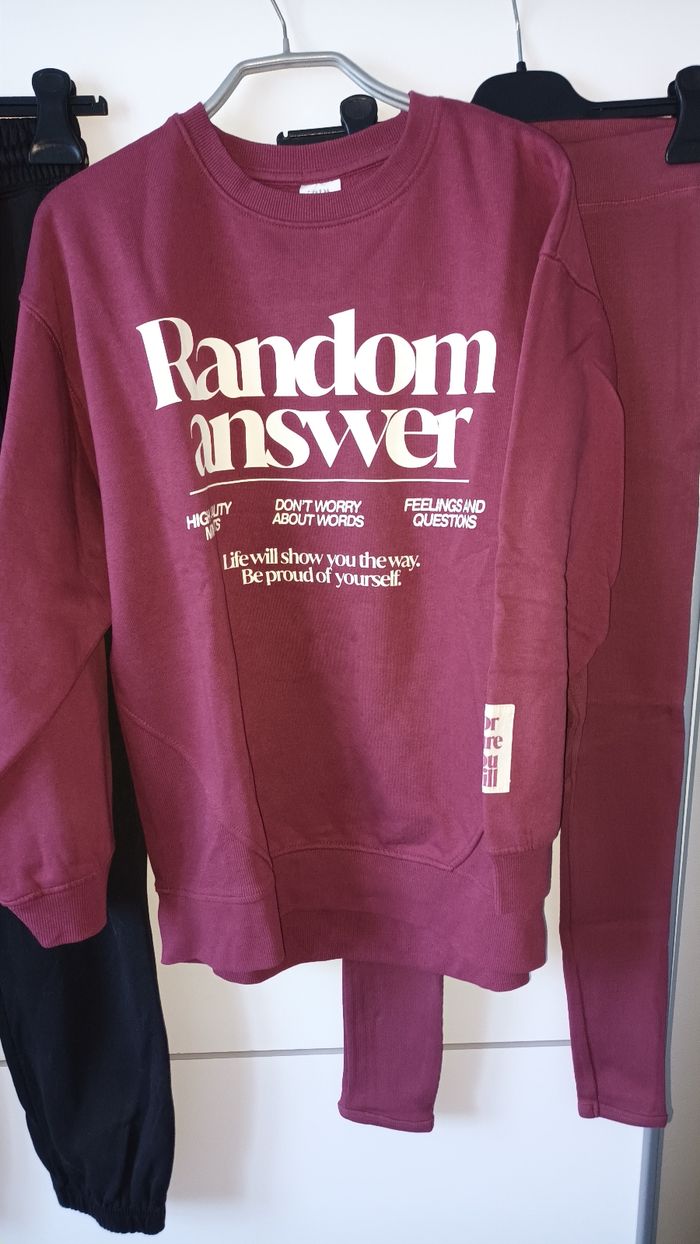 Random
answer
DON'T WORRY
ABOUT WORDS
FEELINGS AND
QUESTIONS
Life will show you the way.
Be proud of yourself.